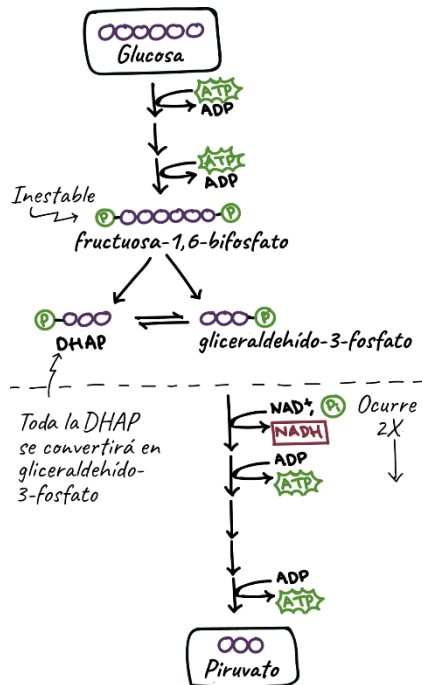 Glucosa
ATP
ADP
ATP
ADP
Inestable
P P
fructuosa-1,6-bifosfato
P P
DHAP gliceraldehído-3-fosfato
Toda la DHAP
se convertirá en
gliceraldehído-
3-fosfato
NAD+, Pi
NADH
Ocurre
2X
ADP
ATP
ADP
ATP
Piruvato